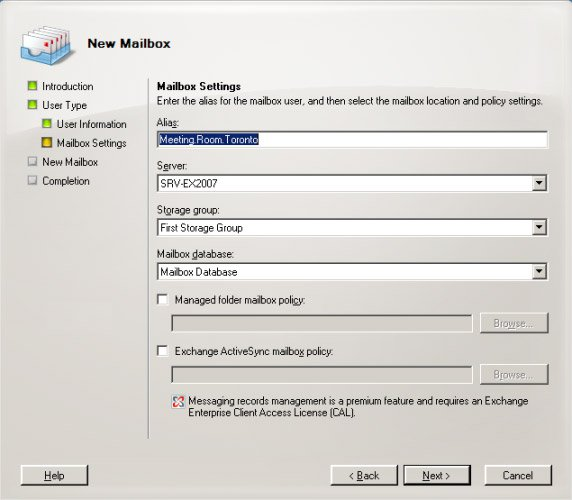 New Mailbox
Introduction
User Type
User Information
Mailbox Settings
New Mailbox
Completion
Mailbox Settings
Enter the alias for the mailbox user, and then select the mailbox location and policy settings.
Alias:
Meeting.Room.Toronto
Server:
SRV-EX2007
Storage group:
First Storage Group
Mailbox database:
Mailbox Database
Managed folder mailbox policy:
Browse...
Exchange ActiveSync mailbox policy:
Browse...
Messaging records management is a premium feature and requires an Exchange
Enterprise Client Access License (CAL).
Help
< Back
Next >
Cancel